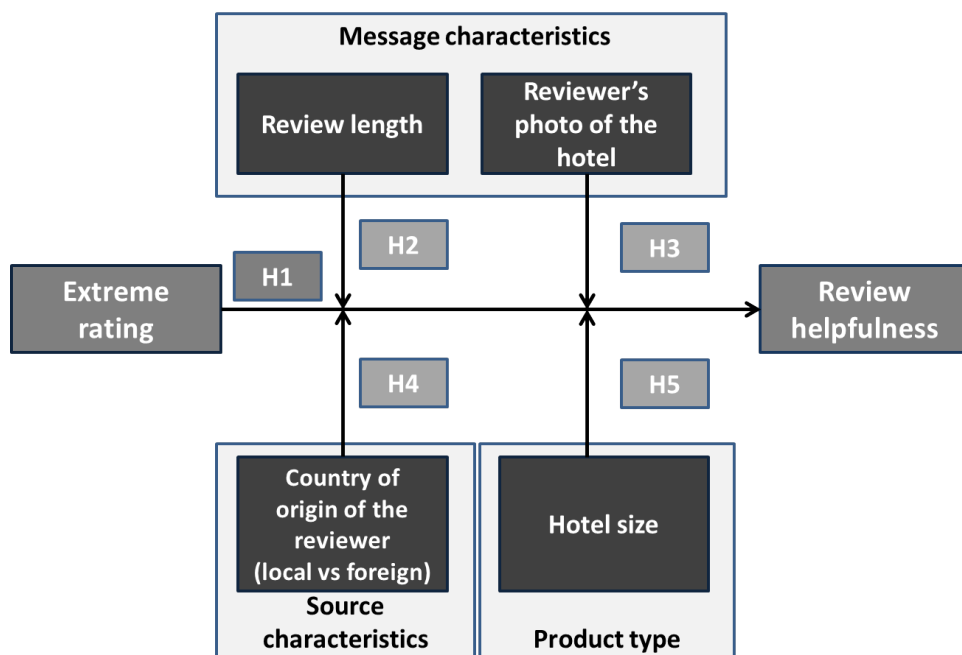 Message characteristics
Review length
Reviewer’s
photo of the
hotel
H2
H3
H1
Extreme
rating
Review
helpfulness
H4
H5
Country of
origin of the
reviewer
(local vs foreign)
Source
characteristics
Hotel size
Product type